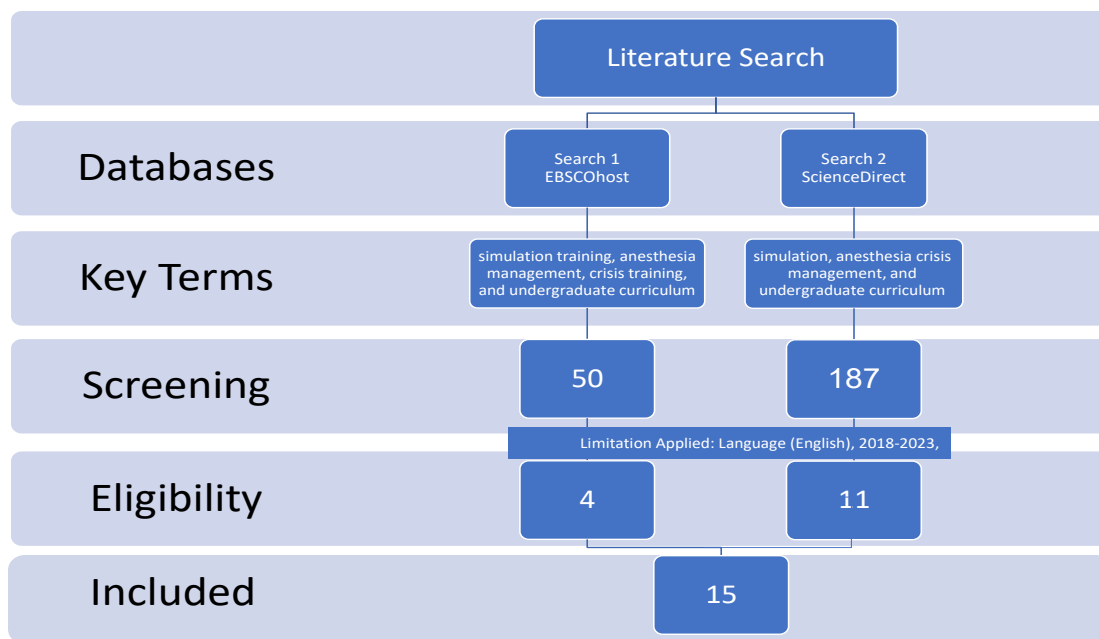 Literature Search
Databases
Search 1
EBSCOhost
Search 2
ScienceDirect
Key Terms
simulation training, anesthesia
management, crisis training,
and undergraduate curriculum
simulation, anesthesia crisis
management, and
undergraduate curriculum
Screening
50
187
Limitation Applied: Language (English), 2018-2023,
Eligibility
4
11
Included
15